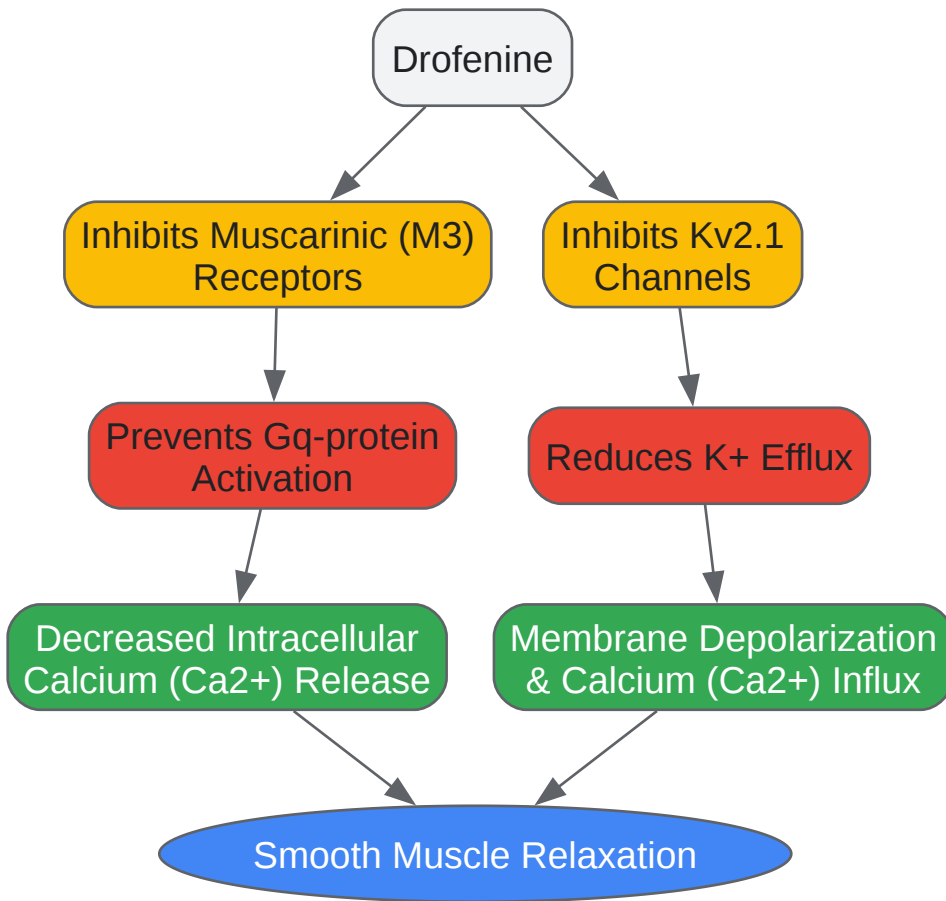 Drofenine
Inhibits Muscarinic (M3)
Receptors
Inhibits Kv2.1
Channels
Prevents Gq-protein
Activation
Reduces K+ Efflux
Decreased Intracellular
Calcium (Ca2+) Release
Membrane Depolarization
& Calcium (Ca2+) Influx
Smooth Muscle Relaxation